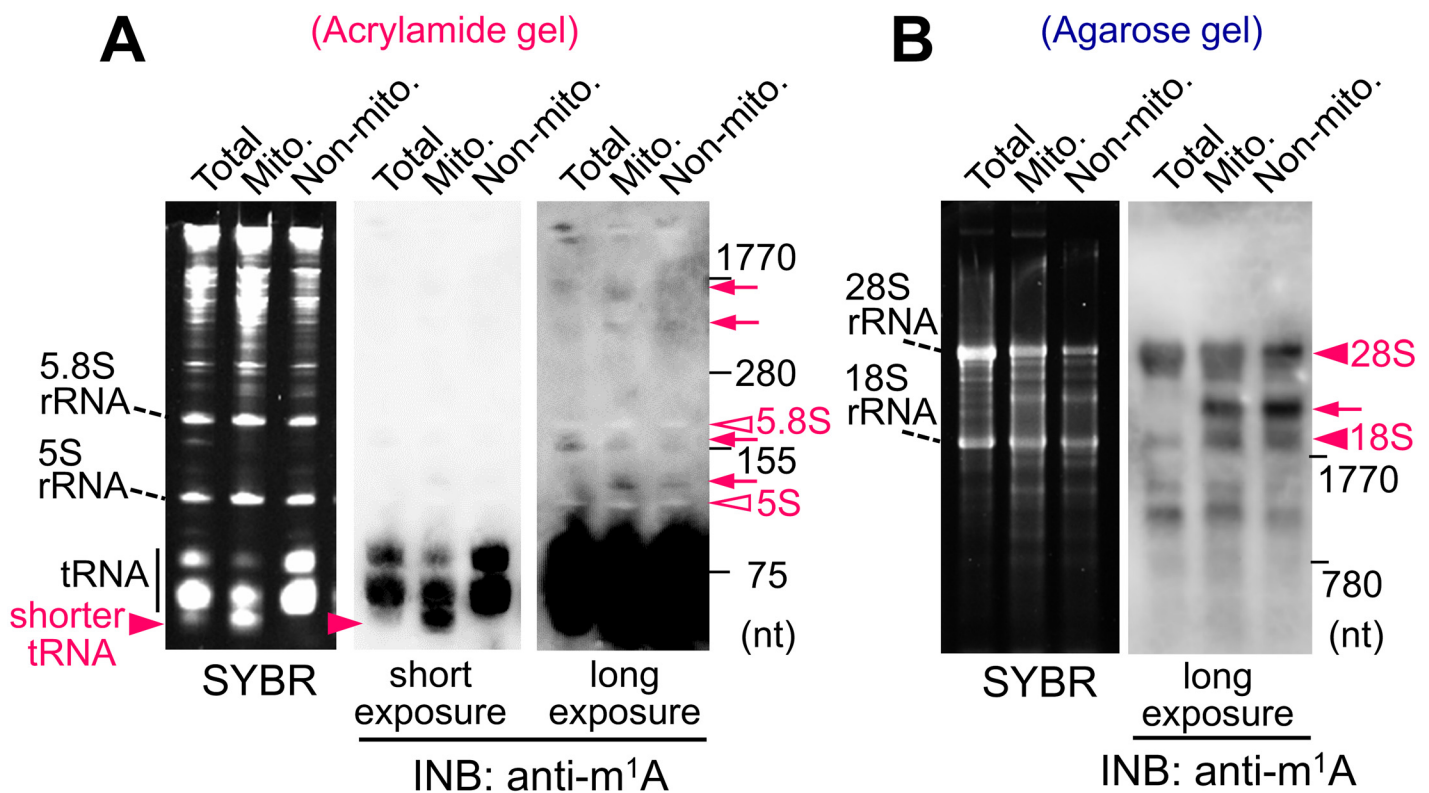 A
(Acrylamide gel)
Total
Mito.
Non-mito.
Total
Mito.
Non-mito.
Total
Mito.
Non-mito.
5.8S
rRNA
5S
rRNA
tRNA
shorter
tRNA
1770
280
5.8S
155
5S
75
(nt)
SYBR
short
exposure
long
exposure
INB: anti-m¹A
B
(Agarose gel)
Total
Mito.
Non-mito.
Total
Mito.
Non-mito.
28S
rRNA
18S
rRNA
28S
18S
1770
780
(nt)
SYBR
long
exposure
INB: anti-m¹A